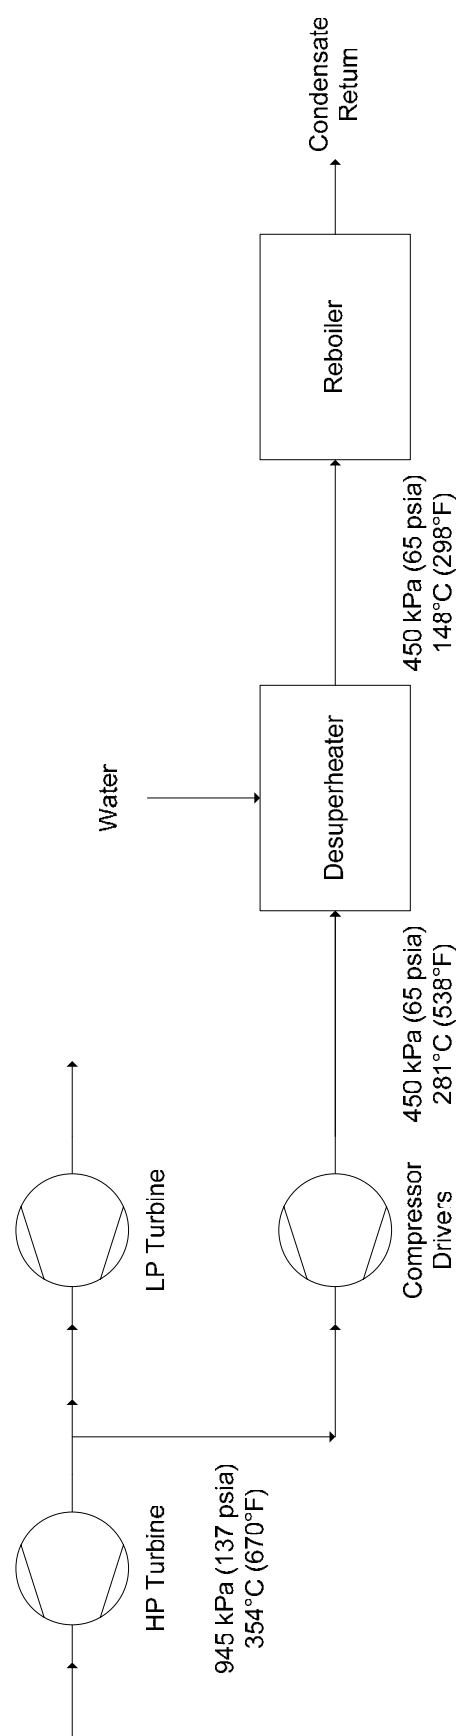 HP Turbine
LP Turbine
945 kPa (137 psia)
354°C (670°F)
Compressor
Drivers
450 kPa (65 psia)
281°C (538°F)
Water
Desuperheater
450 kPa (65 psia)
148°C (298°F)
Reboiler
Condensate
Return